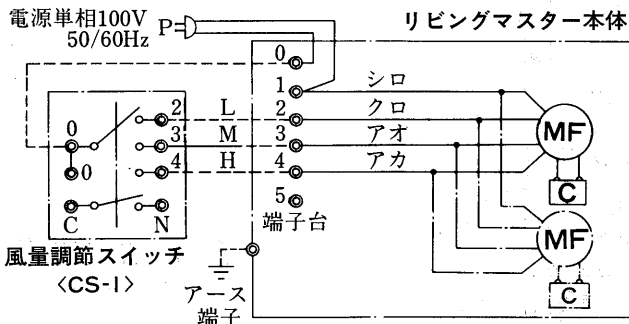 電源単相100V
50/60Hz
P
リビングマスター本体
0
1
シロ
2
L
2
クロ
0
3
M
3
アオ
MF
4
H
4
アカ
0
5
C
端子台
C
N
MF
風量調節スイッチ
<CS-1>
アース
端子
C